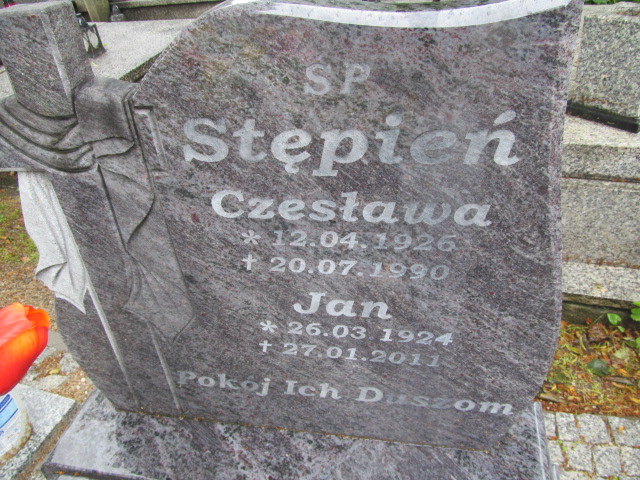 SP
Stępień
Czesława
* 12.04.1926
✝ 20.07.1990
Jan
* 26.03 1924
✝ 27.01.2011
Pokój Ich Duszom